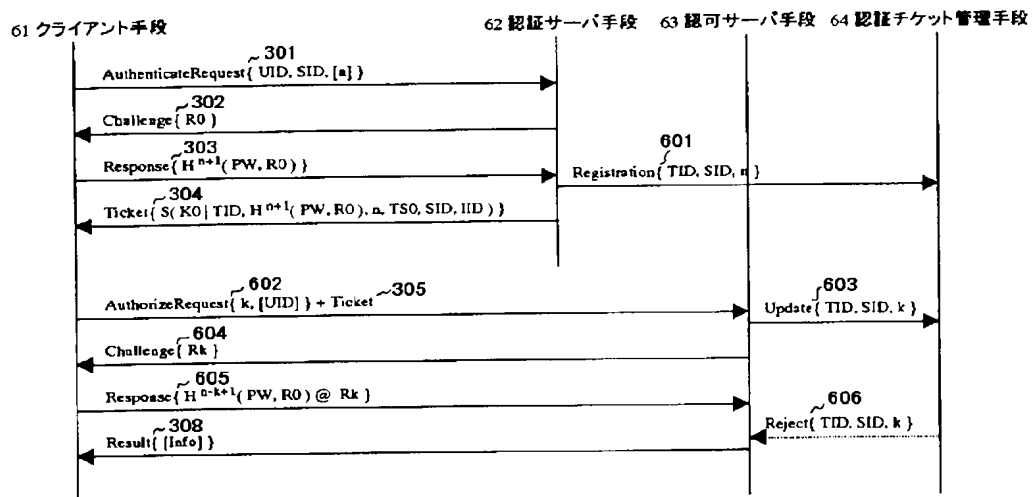 61 クライアント手段
62 認証サーバ手段
63 認可サーバ手段
64 認証チケット管理手段
301
AuthenticateRequest{ UID, SID, [n] }
302
Challenge{ R0 }
303
Response{ H^n+1( PW, R0) }
601
Registration{ TID, SID, n }
304
Ticket{ S( K0 | TID, H^n+1( PW, R0), n, TS0, SID, IID ) }
602
AuthorizeRequest{ k, [UID] } + Ticket
305
603
Update{ TID, SID, k }
604
Challenge{ Rk }
605
Response{ H^n-k+1( PW, R0) @ Rk }
606
Reject{ TID, SID, k }
308
Result{ [Info] }